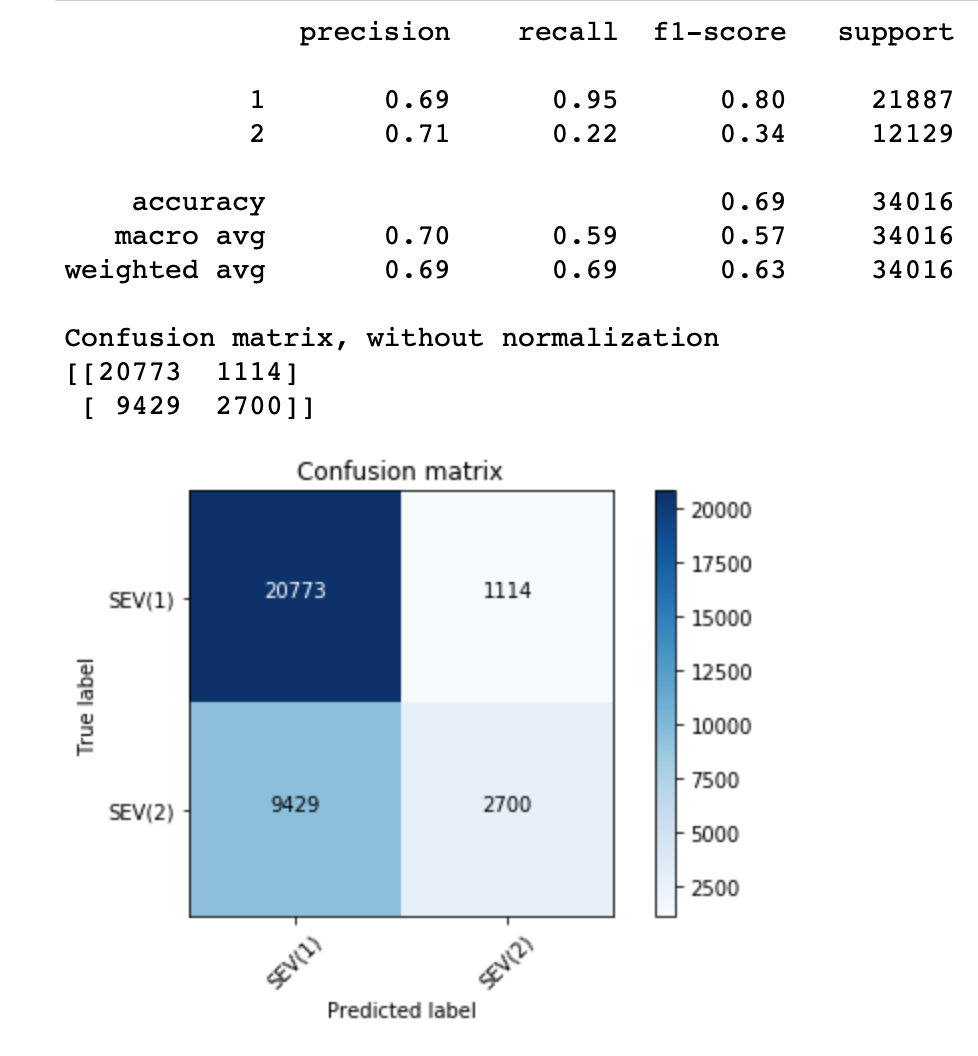 precision recall f1-score support
1 0.69 0.95 0.80 21887
2 0.71 0.22 0.34 12129
accuracy 0.69 34016
macro avg 0.70 0.59 0.57 34016
weighted avg 0.69 0.69 0.63 34016
Confusion matrix, without normalization
[[20773 1114]
[ 9429 2700]]
Confusion matrix
20000
17500
15000
12500
10000
7500
5000
2500
True label
SEV(1)
20773 1114
SEV(2)
9429 2700
SEV(1) SEV(2)
Predicted label